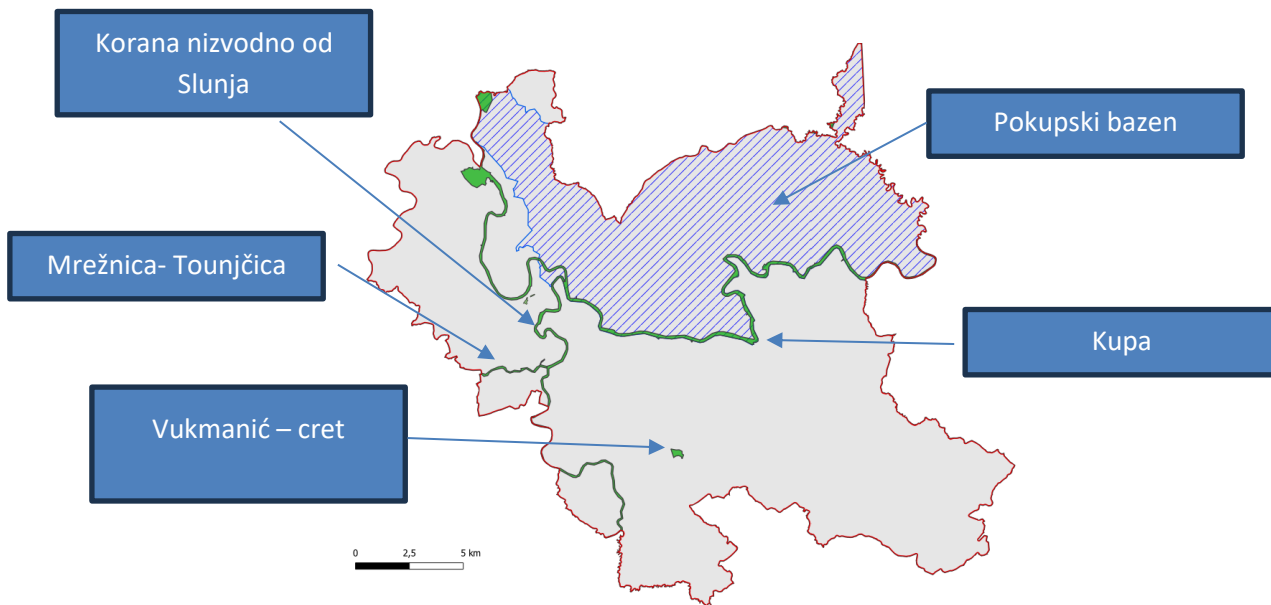 Korana nizvodno od
Slunja
Pokupski bazen
Mrežnica- Tounjčica
Kupa
Vukmanić – cret
0 2,5 5 km